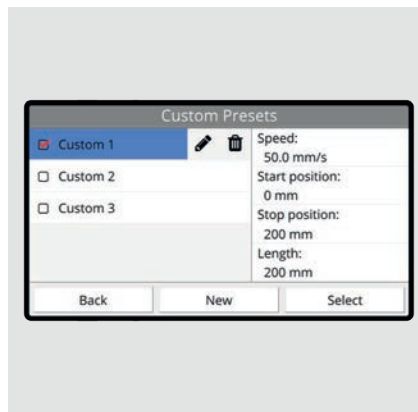 Custom Presets
Custom 1
Custom 2
Custom 3
Speed:
50.0 mm/s
Start position:
0 mm
Stop position:
200 mm
Length:
200 mm
Back
New
Select